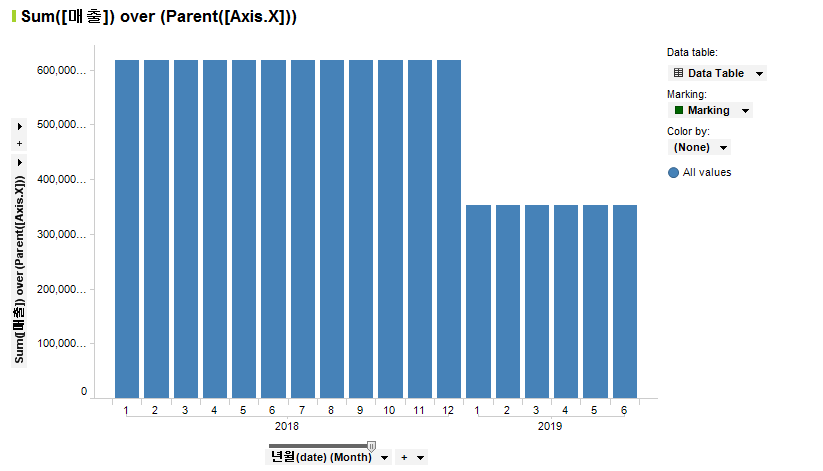 Sum([매출]) over (Parent([Axis.X]))
Data table:
Data Table
Marking:
Marking
Color by:
(None)
All values
Sum([매출]) over (Parent([Axis.X]))
+
600,000...
500,000...
400,000...
300,000...
200,000...
100,000...
0
1 2 3 4 5 6 7 8 9 10 11 12 1 2 3 4 5 6
2018 2019
년월(date) (Month) +